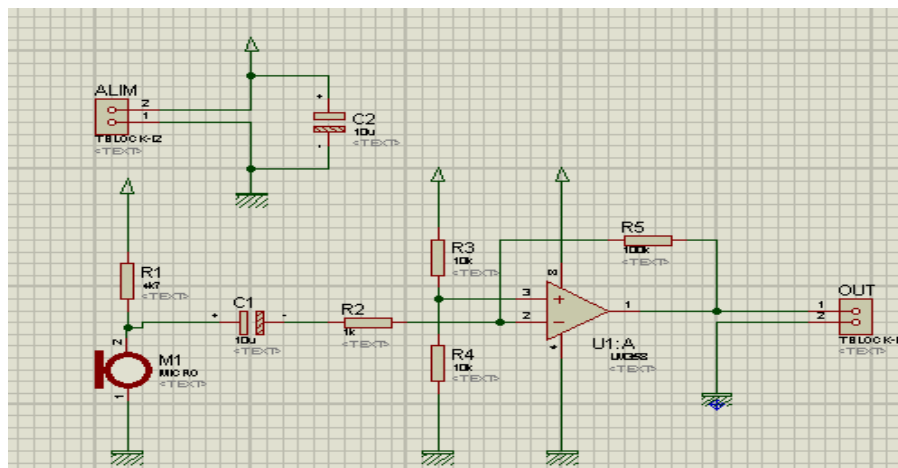 ALIM
2
1
TBLOCK-I2
<TEXT>
+
C2
10u
<TEXT>
-
R1
4k7
<TEXT>
C1
+
-
10u
<TEXT>
R2
1k
<TEXT>
2
M1
MICRO
<TEXT>
1
R3
10k
<TEXT>
R4
10k
<TEXT>
R5
100k
<TEXT>
8
3
+
2
-
1
4
U1:A
LM358
<TEXT>
OUT
1
2
<TEXT>